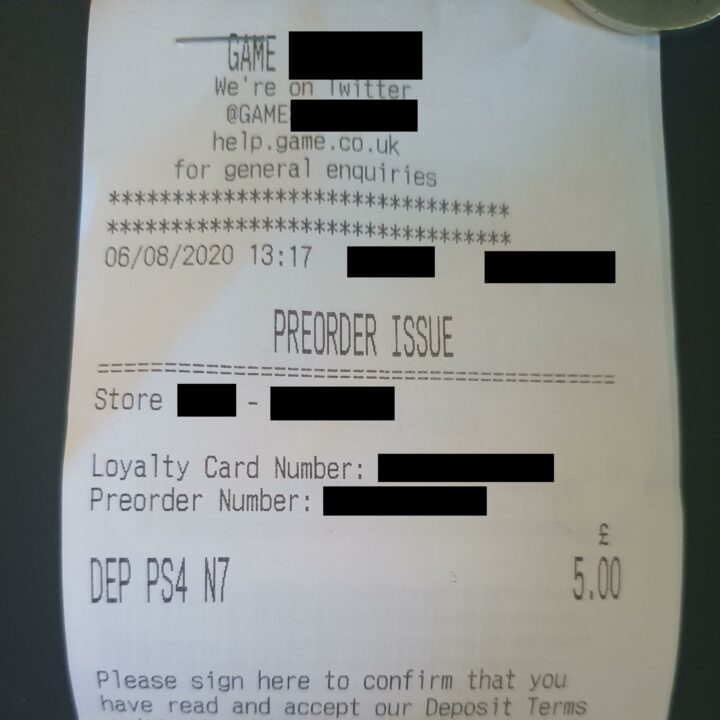 GAME
We're on Twitter
@GAME
help.game.co.uk
for general enquiries
*********************************
*********************************
06/08/2020 13:17
PREORDER ISSUE
==================================================
Store -
Loyalty Card Number:
Preorder Number:
£
DEP PS4 N7 5.00
Please sign here to confirm that you
have read and accept our Deposit Terms